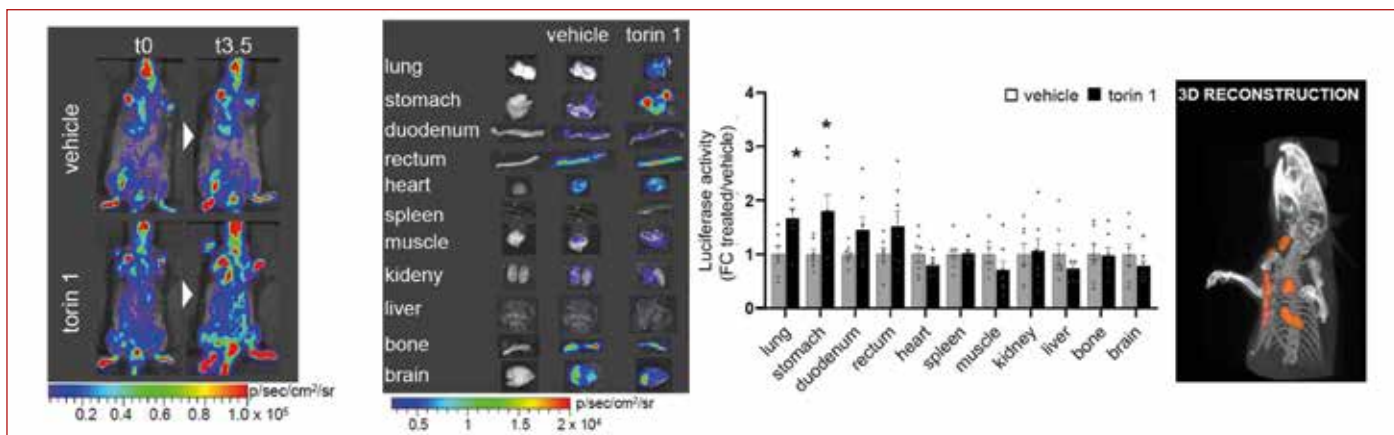 t0 t3.5
vehicle
torin 1
p/sec/cm²/sr
0.2 0.4 0.6 0.8 1.0 x 10⁵
vehicle torin 1
lung
stomach
duodenum
rectum
heart
spleen
muscle
kideny
liver
bone
brain
p/sec/cm²/sr
0.5 1 1.5 2 x 10⁴
vehicle torin 1
Luciferase activity
(FC treated/vehicle)
4
3
2
1
0
★ ★
lung stomach duodenum rectum heart spleen muscle kidney liver bone brain
3D RECONSTRUCTION